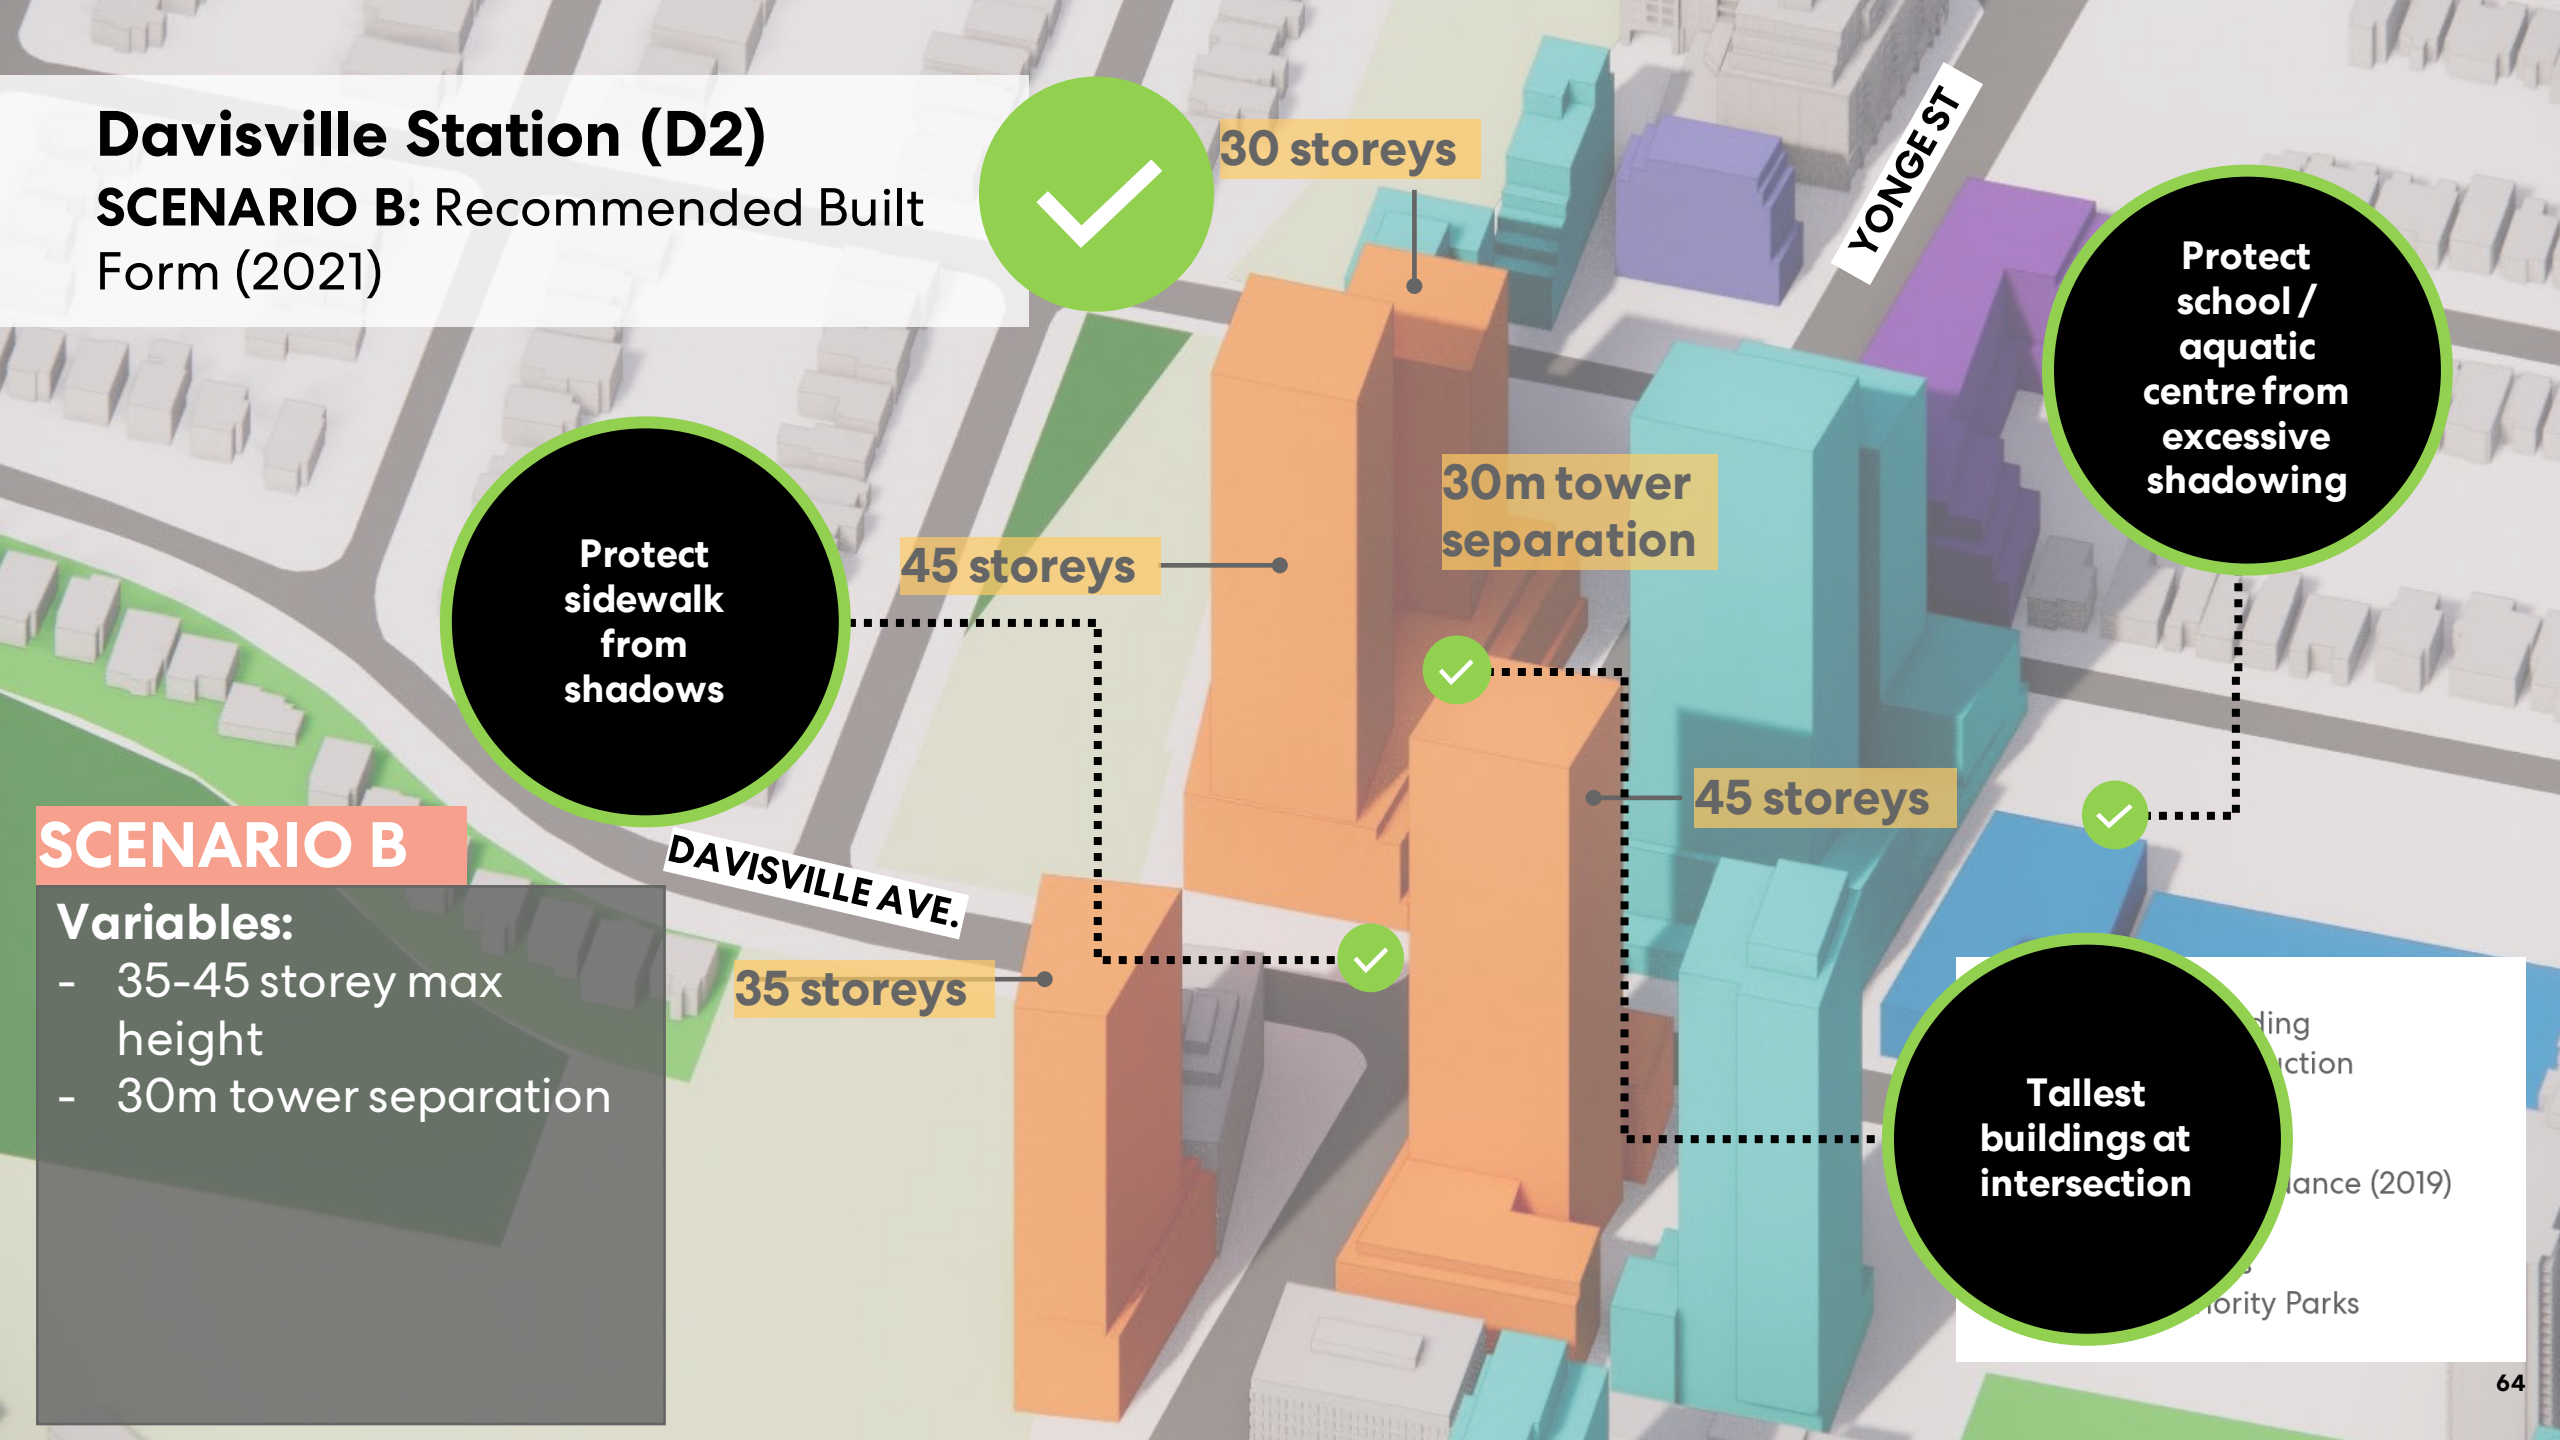 Davisville Station (D2)
SCENARIO B: Recommended Built
Form (2021)
30 storeys
YONGE ST
Protect
school /
aquatic
centre from
excessive
shadowing
30m tower
separation
45 storeys
Protect
sidewalk
from
shadows
45 storeys
SCENARIO B
DAVISVILLE AVE.
Variables:
- 35-45 storey max
height
- 30m tower separation
35 storeys
Tallest
buildings at
intersection
(2019)
Parks
64